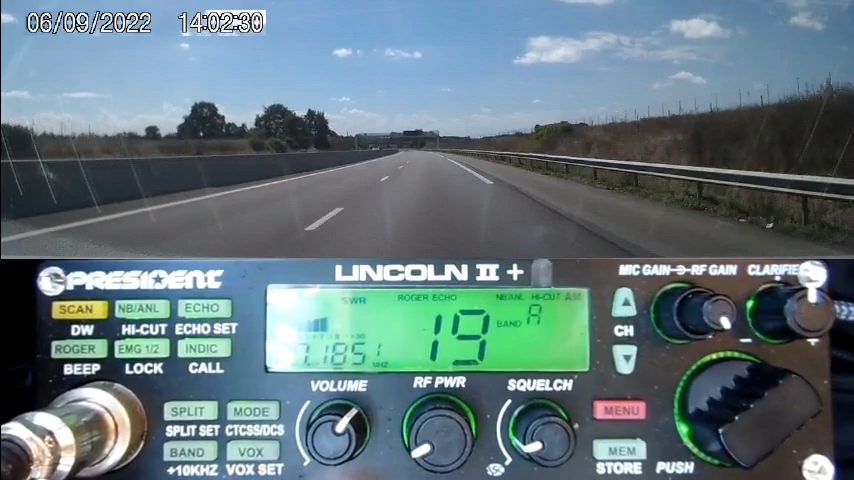 06/09/2022 14:02:30
PRESIDENT
LINCOLN II +
MIC GAIN RF GAIN CLARIFIER
SCAN NB/ANL ECHO
DW HI-CUT ECHO SET
ROGER EMG 1/2 INDIC
BEEP LOCK CALL
SWR ROGER ECHO NB/ANL HI-CUT AM
19 BAND A
MHZ
CH
- +
VOLUME RF PWR SQUELCH
SPLIT MODE
SPLIT SET CTCSS/DCS
BAND VOX
+10KHZ VOX SET
MENU
MEM
STORE PUSH